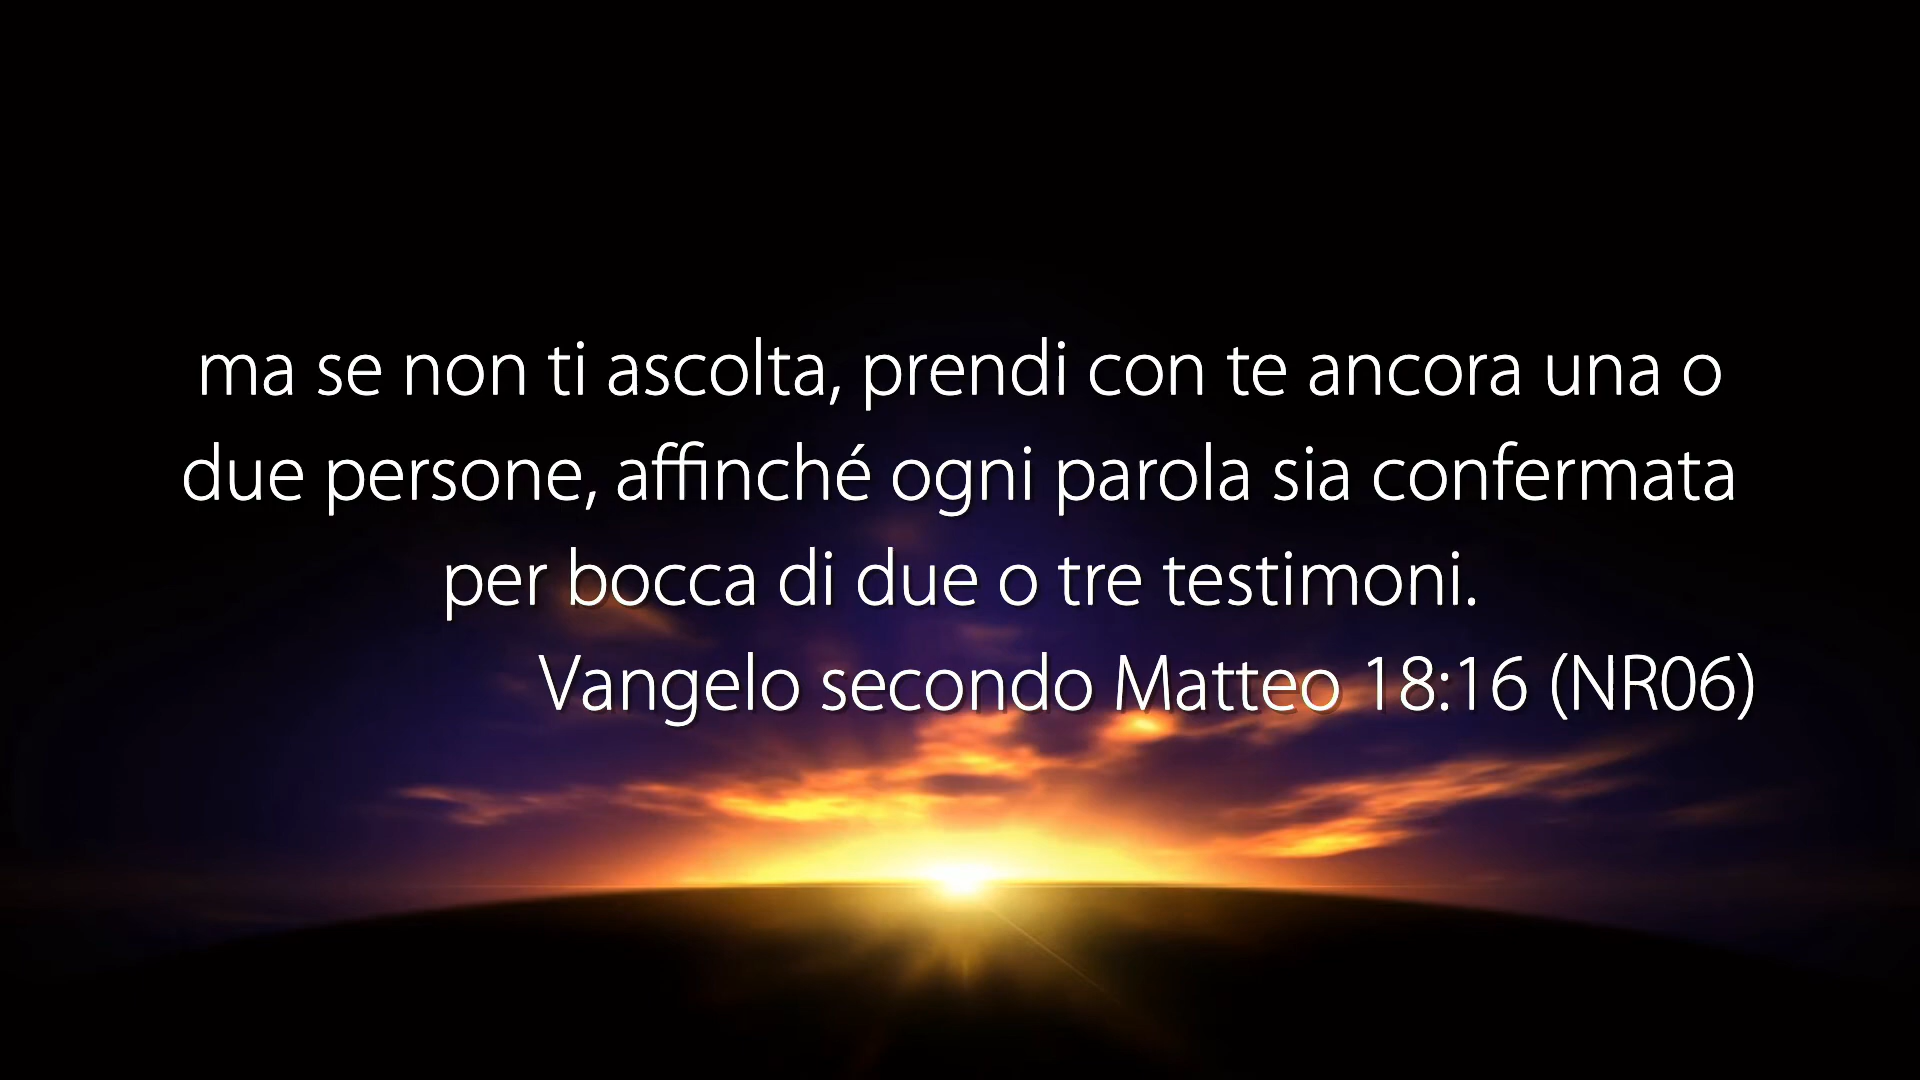 ma se non ti ascolta, prendi con te ancora una o
due persone, affinché ogni parola sia confermata
per bocca di due o tre testimoni.
Vangelo secondo Matteo 18:16 (NR06)